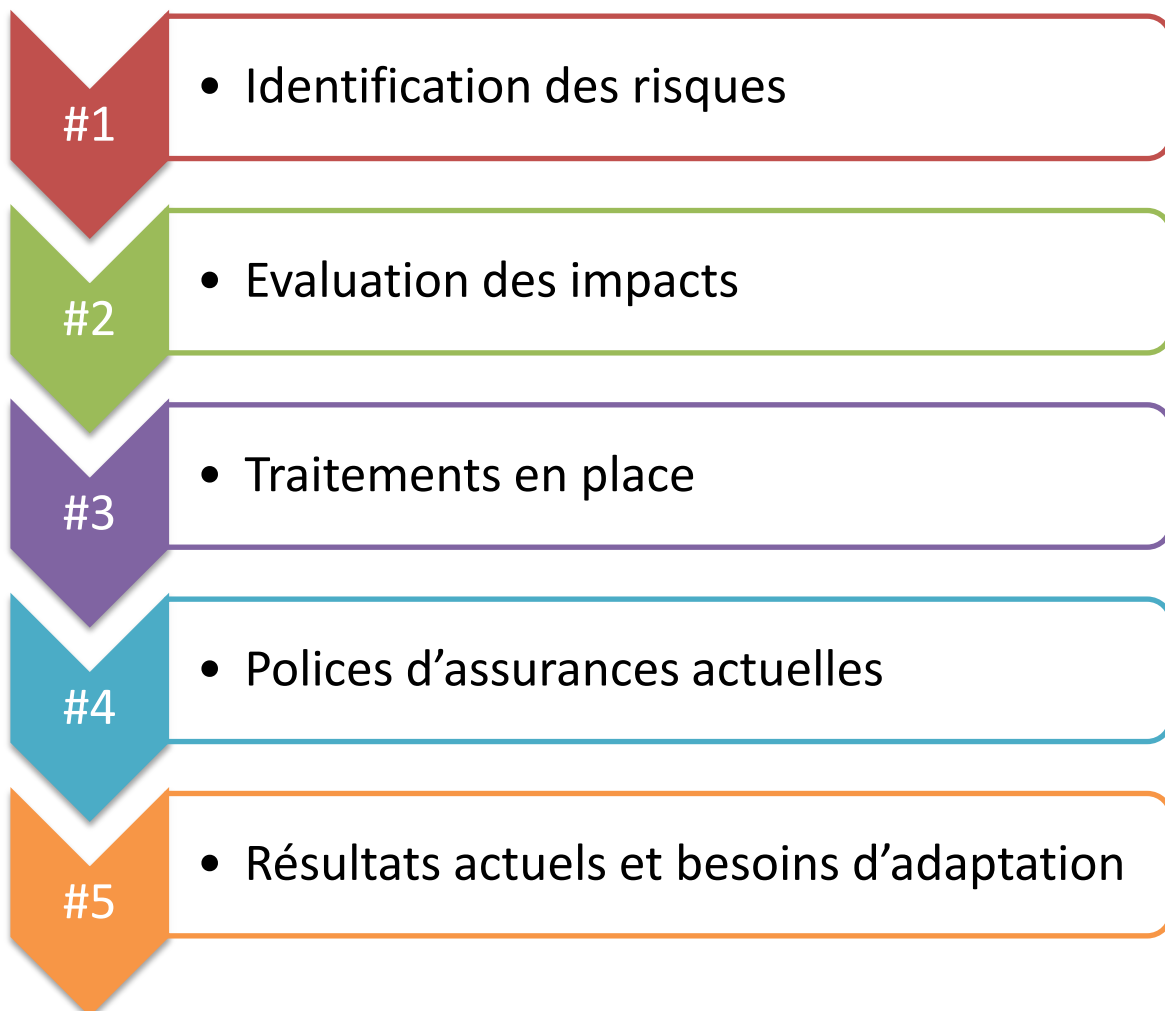 #1
• Identification des risques
#2
• Evaluation des impacts
#3
• Traitements en place
#4
• Polices d’assurances actuelles
#5
• Résultats actuels et besoins d’adaptation